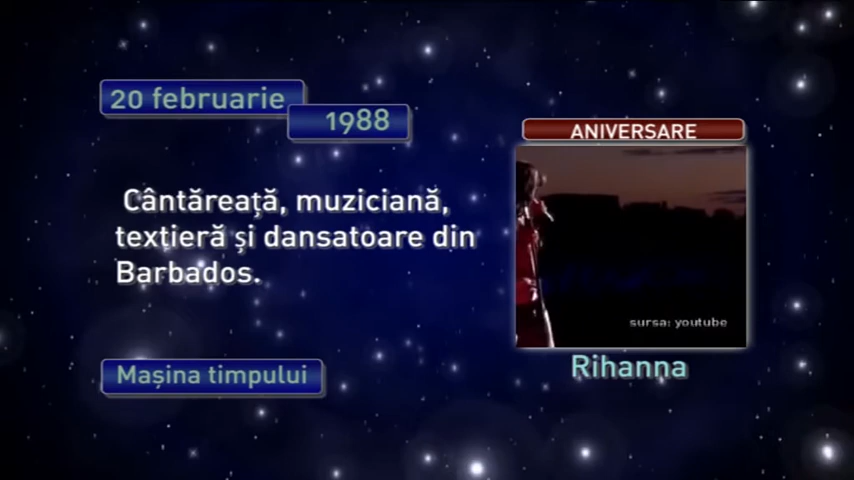 20 februarie
1988
ANIVERSARE
Cântăreață, muziciană,
textieră și dansatoare din
Barbados.
sursa: youtube
Rihanna
Mașina timpului